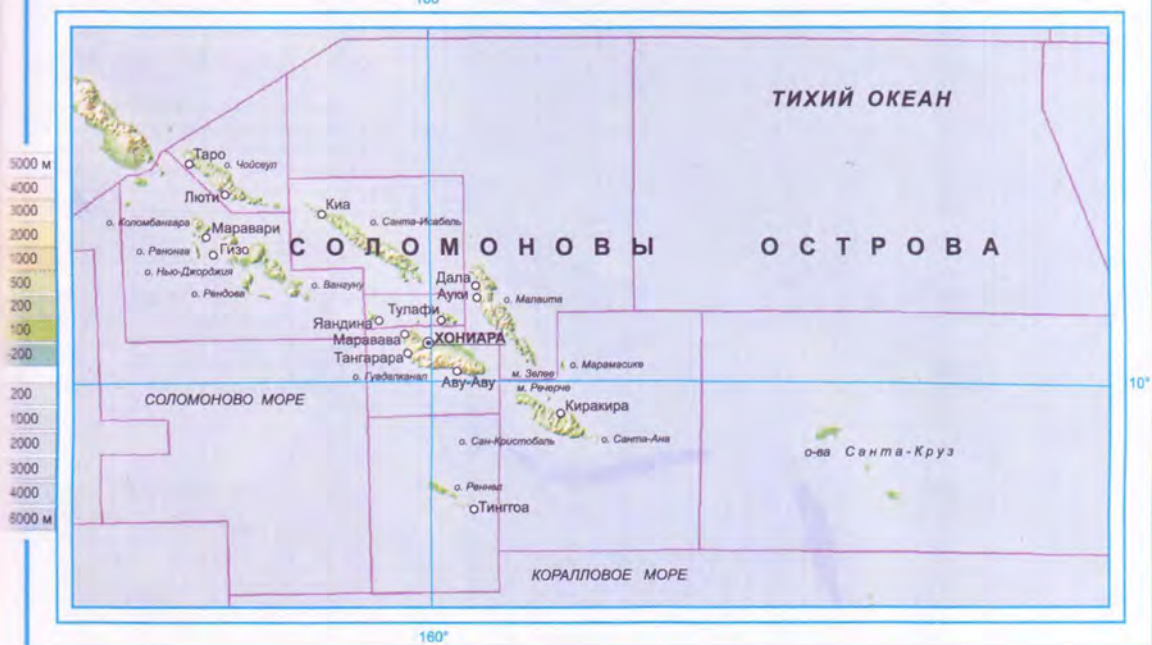 160°
ТИХИЙ ОКЕАН
5000 м
4000
3000
2000
1000
500
200
100
-200
200
1000
2000
3000
4000
6000 м
Таро
о. Чойсеул
Люти
Киа
о. Коломбангара
Маравари
о. Санта-Исабель
о. Ранонга
Гизо
СОЛОМОНОВЫ ОСТРОВА
о. Нью-Джорджия
о. Вангуну
о. Рендова
Дала
Ауки
о. Малаита
Тулафи
Яандина
Маравава
ХОНИАРА
Тангарара
о. Гуадалканал
Аву-Аву
м. Зелее
о. Марамасике
м. Речерче
10°
СОЛОМОНОВО МОРЕ
Киракира
о. Сан-Кристобаль
о. Санта-Ана
о-ва Санта-Круз
о. Реннел
Тинггоа
КОРАЛЛОВОЕ МОРЕ
160°